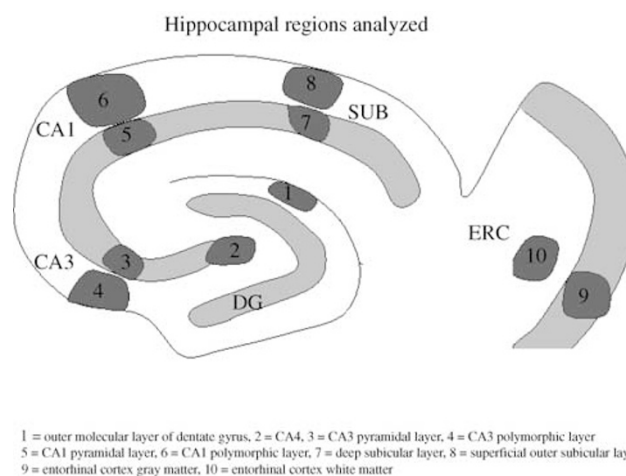 Hippocampal regions analyzed
8
6
SUB
CA1
5
7
1
ERC
2
10
CA3
3
4
DG
9
1 = outer molecular layer of dentate gyrus, 2 = CA4, 3 = CA3 pyramidal layer, 4 = CA3 polymorphic layer
5 = CA1 pyramidal layer, 6 = CA1 polymorphic layer, 7 = deep subicular layer, 8 = superficial outer subicular
9 = entorhinal cortex gray matter, 10 = entorhinal cortex white matter